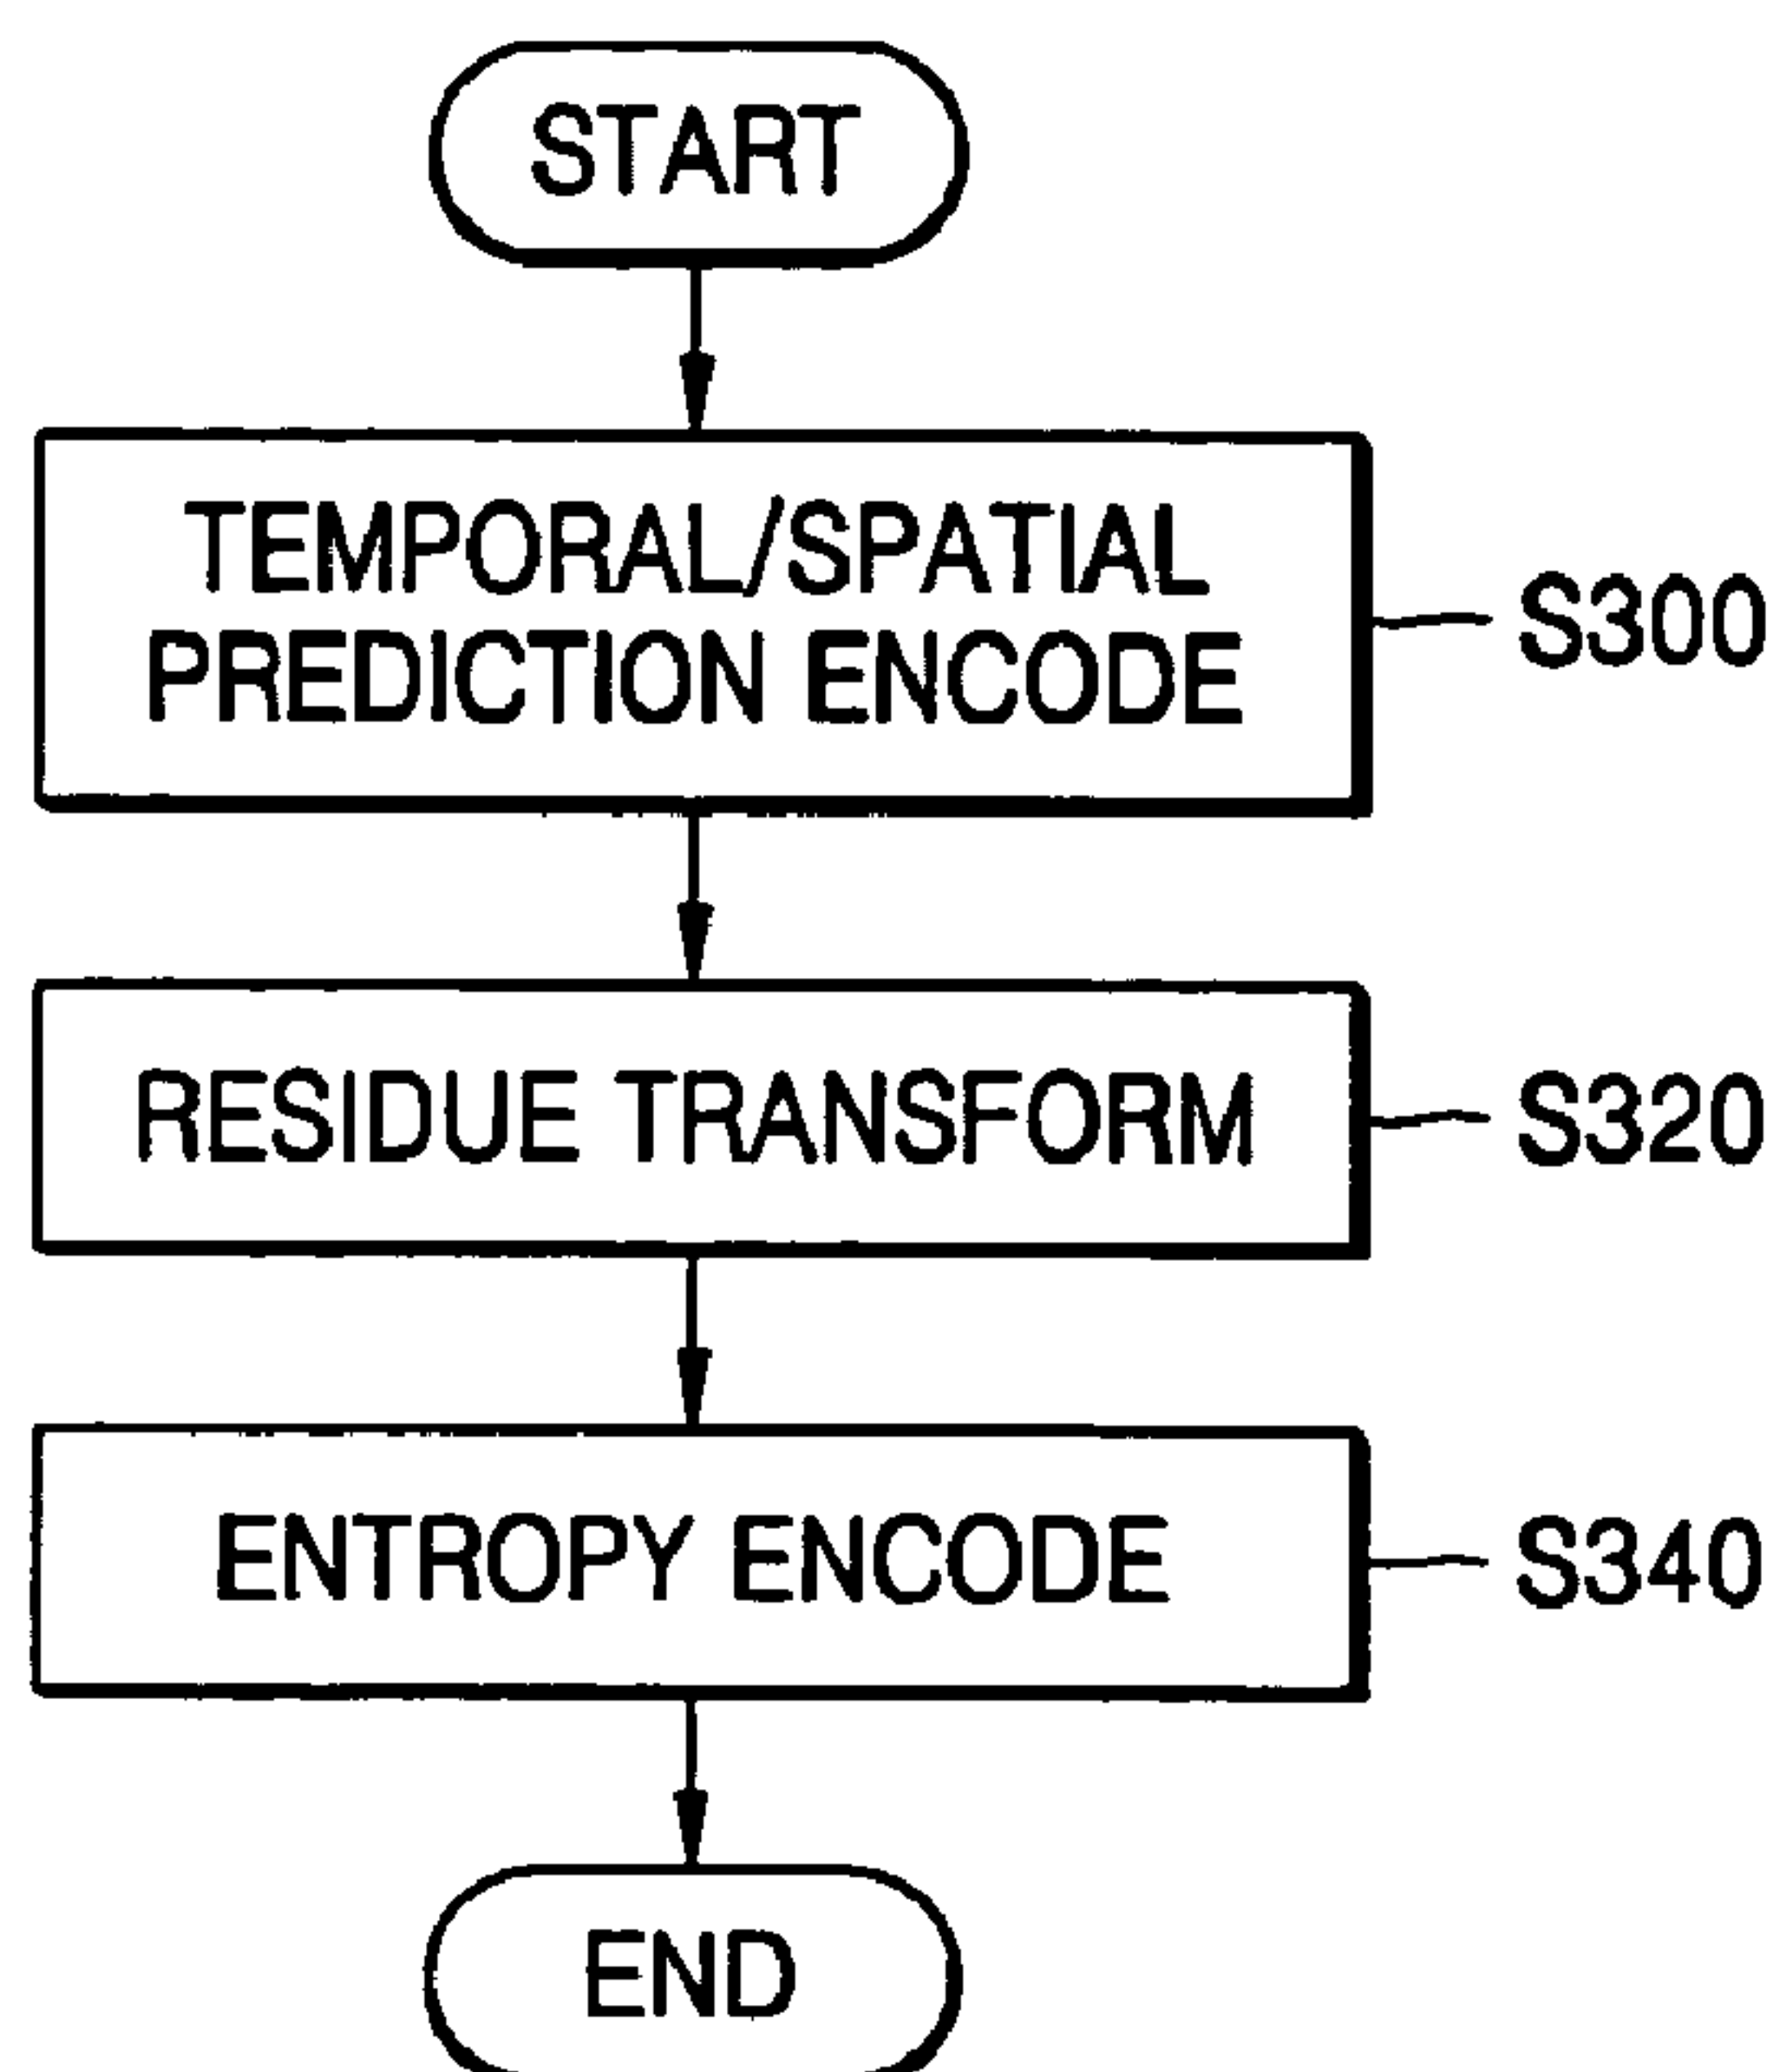 START
TEMPORAL/SPATIAL
PREDICTION ENCODE
S300
RESIDUE TRANSFORM
S320
ENTROPY ENCODE
S340
END